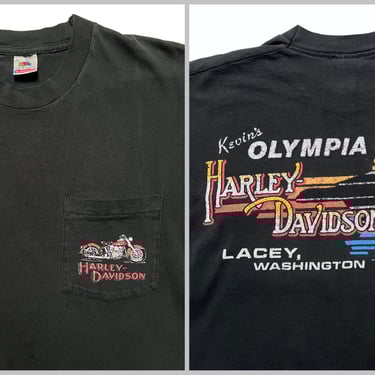 HARLEY-
DAVIDSON
Kevin's
OLYMPIA
HARLEY-
DAVIDSON
LACEY,
WASHINGTON